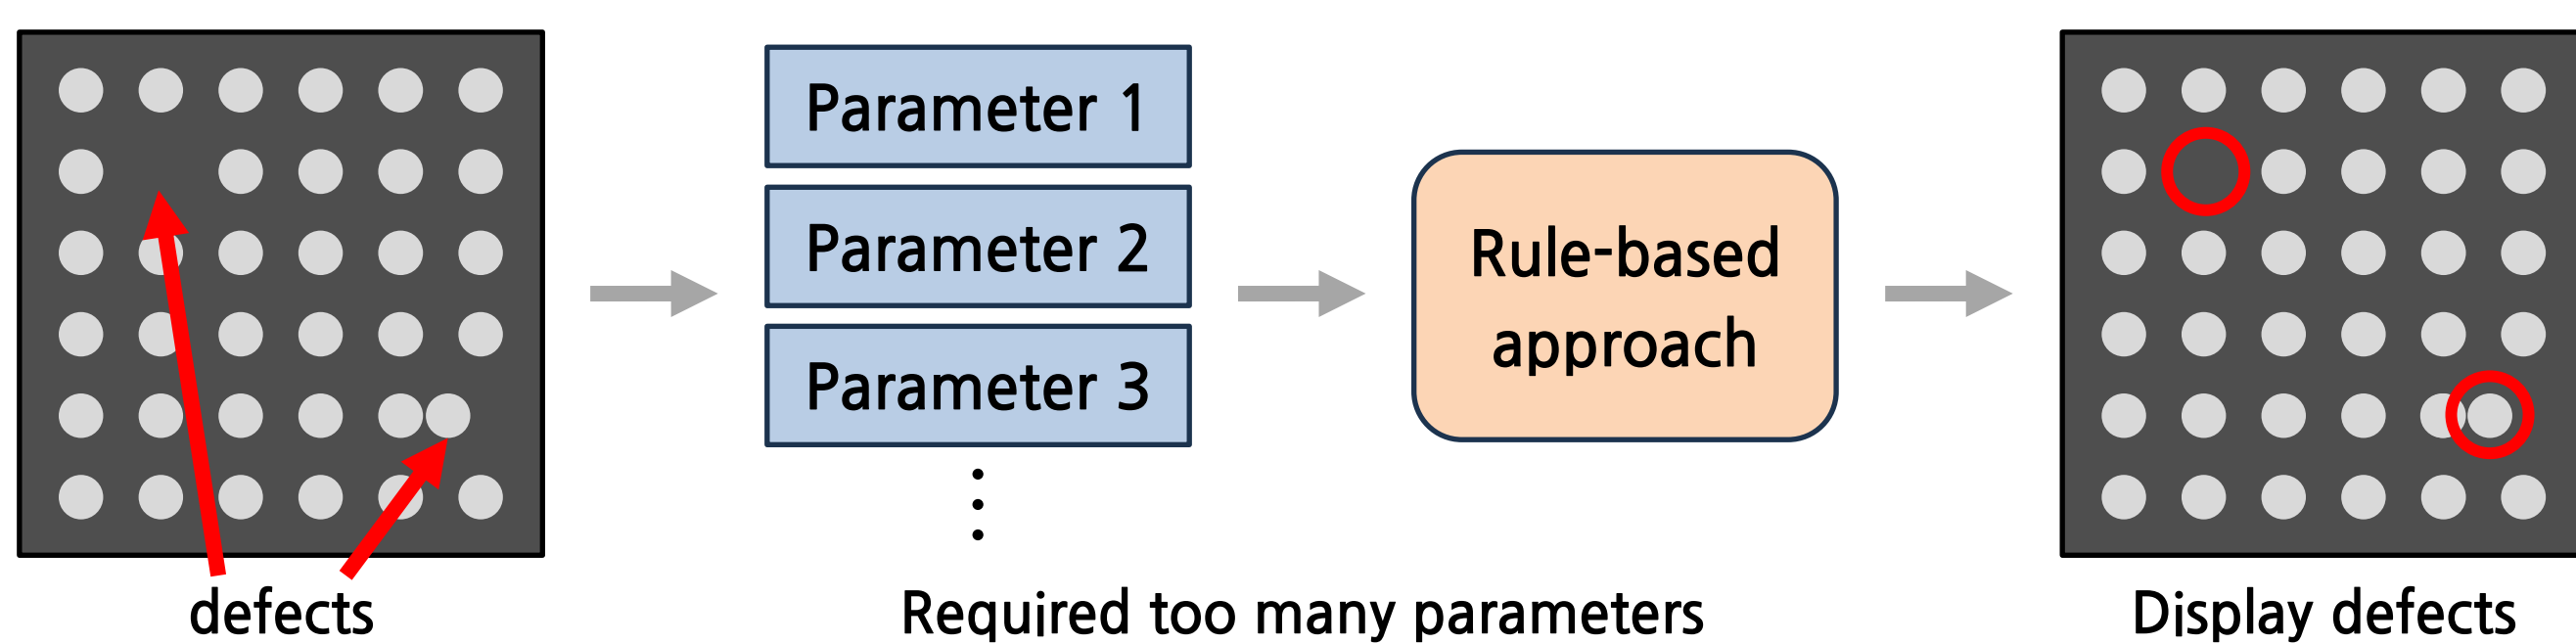 Parameter 1
Parameter 2
Parameter 3
Rule-based
approach
defects
Required too many parameters
Display defects